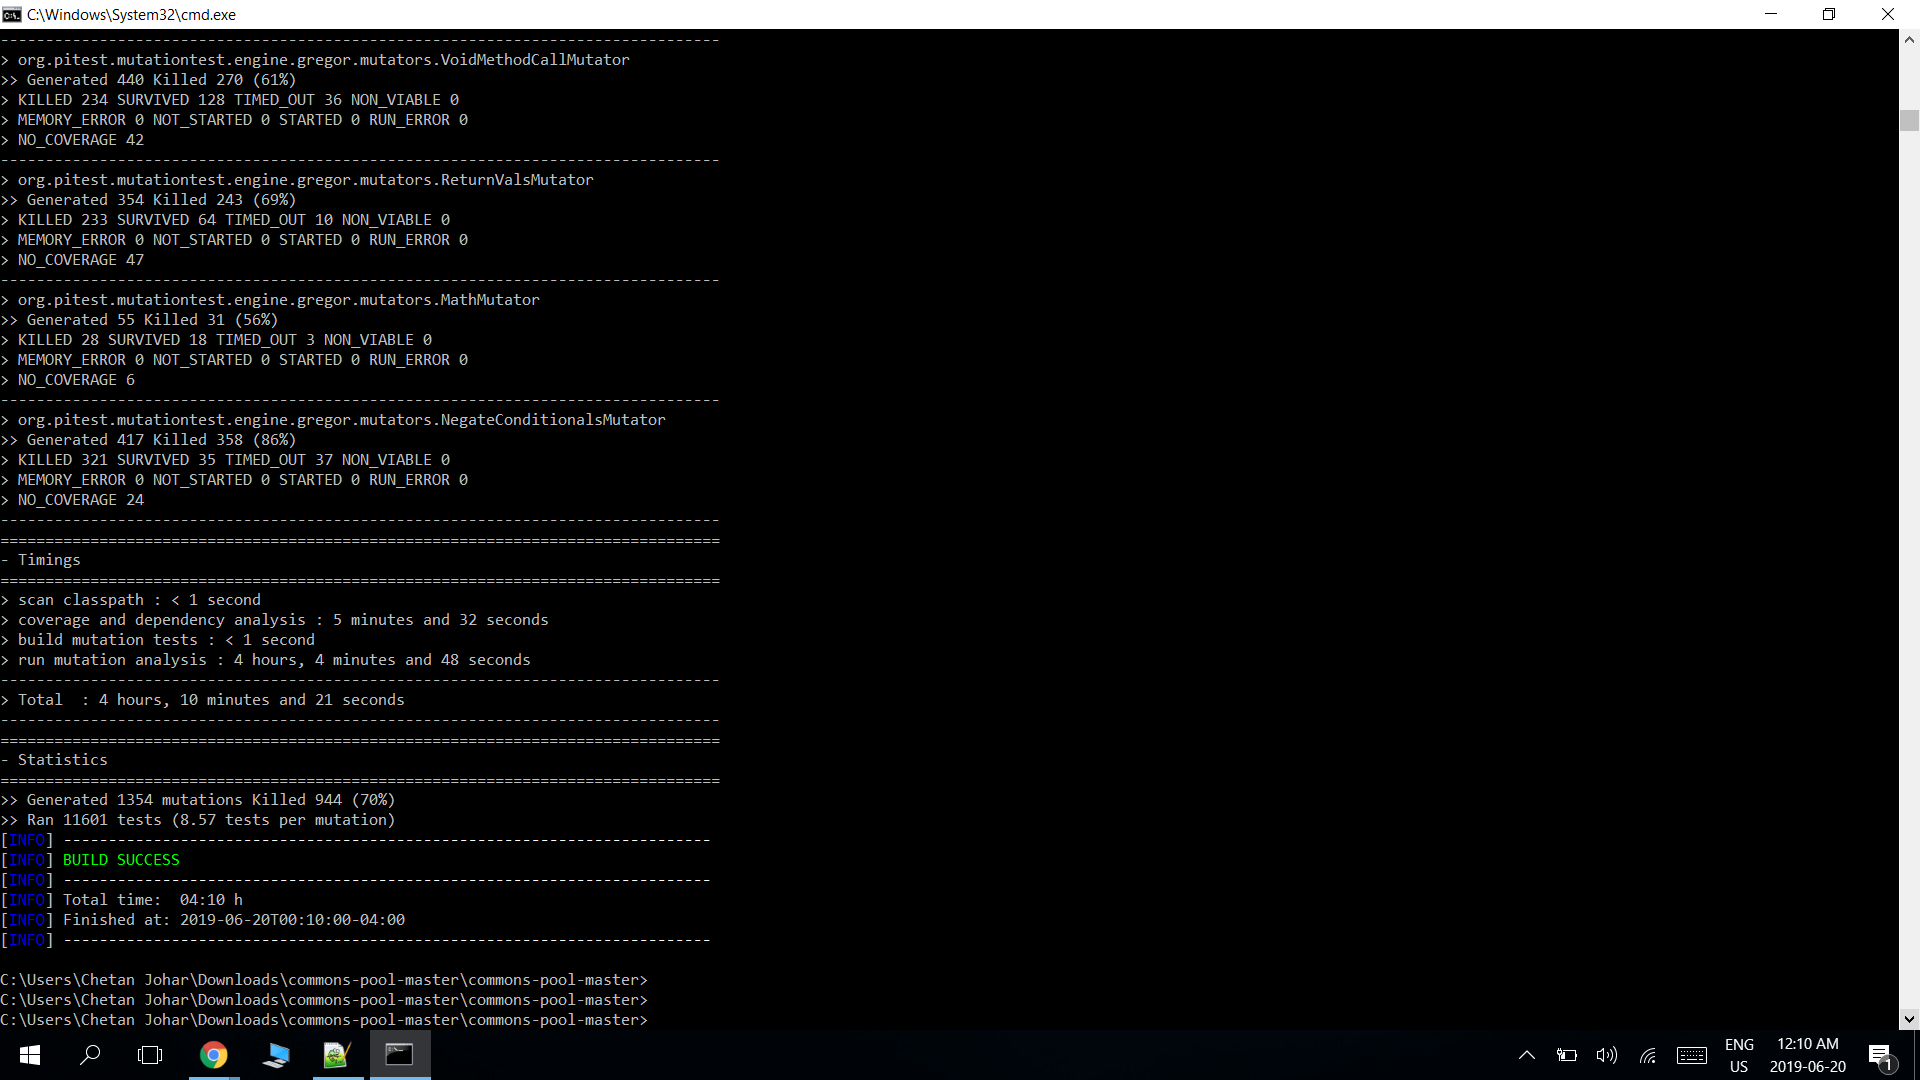 C:\Windows\System32\cmd.exe
--------------------------------------------------------------------------------
> org.pitest.mutationtest.engine.gregor.mutators.VoidMethodCallMutator
>> Generated 440 Killed 270 (61%)
> KILLED 234 SURVIVED 128 TIMED_OUT 36 NON_VIABLE 0
> MEMORY_ERROR 0 NOT_STARTED 0 STARTED 0 RUN_ERROR 0
> NO_COVERAGE 42
--------------------------------------------------------------------------------
> org.pitest.mutationtest.engine.gregor.mutators.ReturnValsMutator
>> Generated 354 Killed 243 (69%)
> KILLED 233 SURVIVED 64 TIMED_OUT 10 NON_VIABLE 0
> MEMORY_ERROR 0 NOT_STARTED 0 STARTED 0 RUN_ERROR 0
> NO_COVERAGE 47
--------------------------------------------------------------------------------
> org.pitest.mutationtest.engine.gregor.mutators.MathMutator
>> Generated 55 Killed 31 (56%)
> KILLED 28 SURVIVED 18 TIMED_OUT 3 NON_VIABLE 0
> MEMORY_ERROR 0 NOT_STARTED 0 STARTED 0 RUN_ERROR 0
> NO_COVERAGE 6
--------------------------------------------------------------------------------
> org.pitest.mutationtest.engine.gregor.mutators.NegateConditionalsMutator
>> Generated 417 Killed 358 (86%)
> KILLED 321 SURVIVED 35 TIMED_OUT 37 NON_VIABLE 0
> MEMORY_ERROR 0 NOT_STARTED 0 STARTED 0 RUN_ERROR 0
> NO_COVERAGE 24
--------------------------------------------------------------------------------
================================================================================
- Timings
================================================================================
> scan classpath : < 1 second
> coverage and dependency analysis : 5 minutes and 32 seconds
> build mutation tests : < 1 second
> run mutation analysis : 4 hours, 4 minutes and 48 seconds
--------------------------------------------------------------------------------
> Total  : 4 hours, 10 minutes and 21 seconds
--------------------------------------------------------------------------------
================================================================================
- Statistics
================================================================================
>> Generated 1354 mutations Killed 944 (70%)
>> Ran 11601 tests (8.57 tests per mutation)
[INFO] ------------------------------------------------------------------------
[INFO] BUILD SUCCESS
[INFO] ------------------------------------------------------------------------
[INFO] Total time:  04:10 h
[INFO] Finished at: 2019-06-20T00:10:00-04:00
[INFO] ------------------------------------------------------------------------
C:\Users\Chetan Johar\Downloads\commons-pool-master\commons-pool-master>
C:\Users\Chetan Johar\Downloads\commons-pool-master\commons-pool-master>
C:\Users\Chetan Johar\Downloads\commons-pool-master\commons-pool-master>
ENG
US
12:10 AM
2019-06-20
1